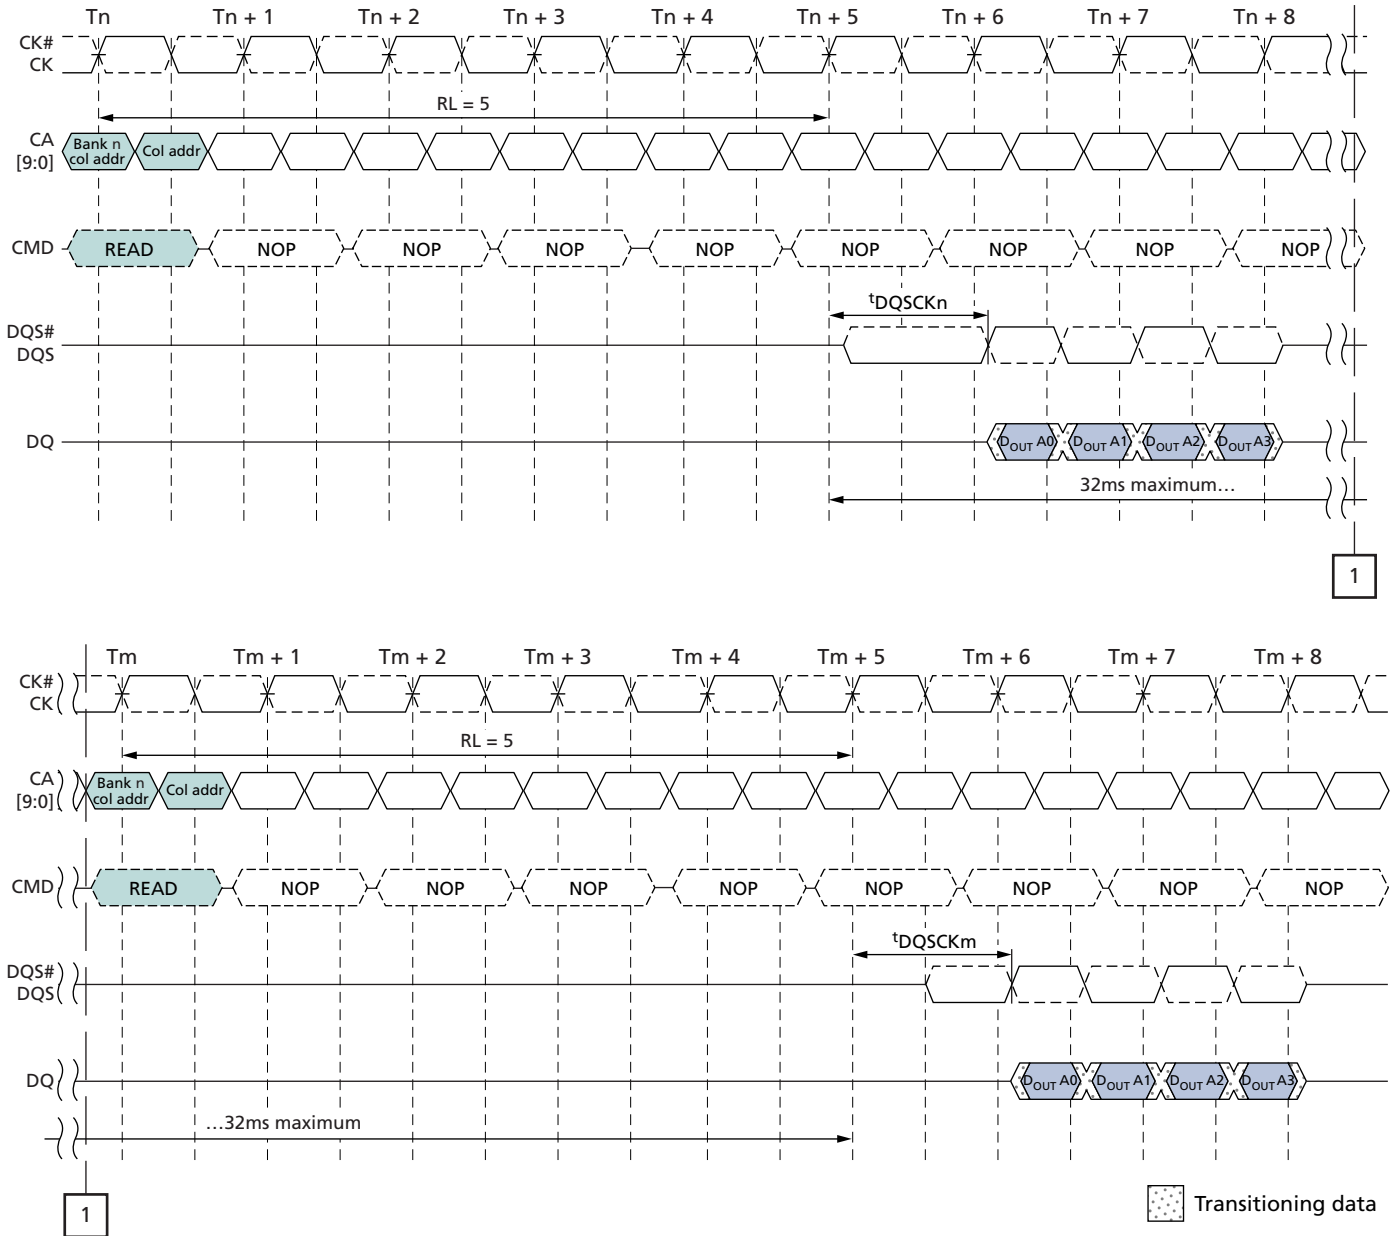 Tn Tn + 1 Tn + 2 Tn + 3 Tn + 4 Tn + 5 Tn + 6 Tn + 7 Tn + 8
CK#
CK
RL = 5
CA
[9:0]
Bank n
col addr
Col addr
CMD READ NOP NOP NOP NOP NOP NOP NOP NOP
tDQSCKn
DQS#
DQS
DQ DOUT A0 DOUT A1 DOUT A2 DOUT A3
32ms maximum…
1
Tm Tm + 1 Tm + 2 Tm + 3 Tm + 4 Tm + 5 Tm + 6 Tm + 7 Tm + 8
CK#
CK
RL = 5
CA
[9:0]
Bank n
col addr
Col addr
CMD READ NOP NOP NOP NOP NOP NOP NOP NOP
tDQSCKm
DQS#
DQS
DQ DOUT A0 DOUT A1 DOUT A2 DOUT A3
…32ms maximum
1
Transitioning data